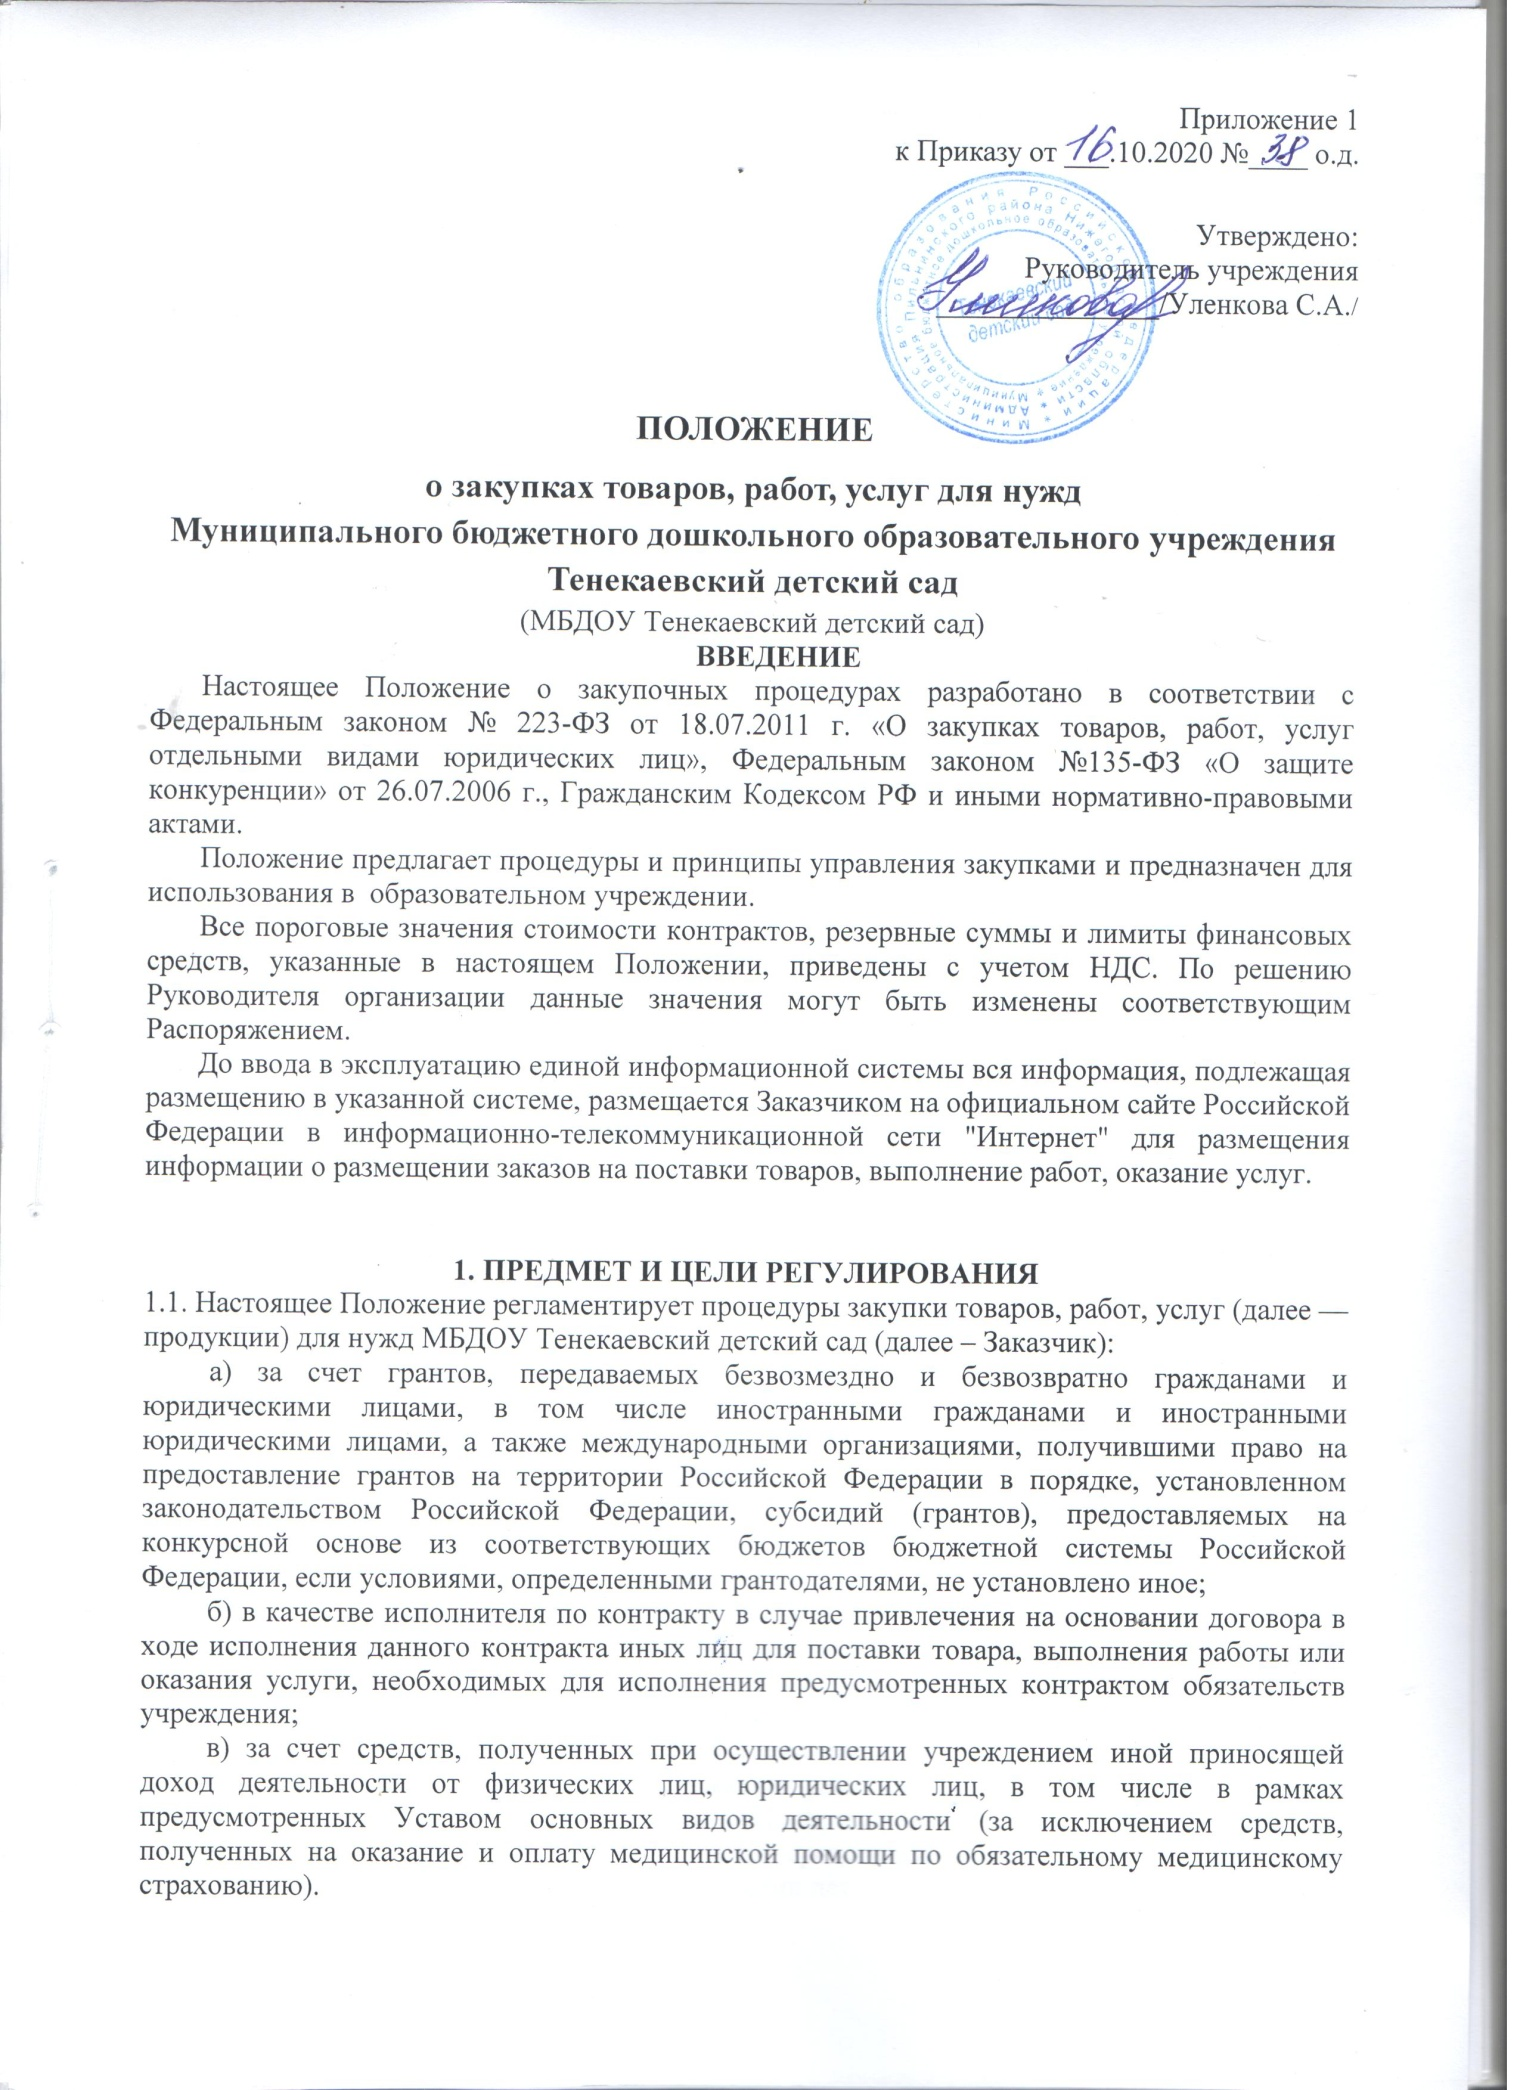 Приложение 1
к Приказу от 16.10.2020 № 38 о.д.
Утверждено:
Руководитель учреждения
/Уленкова С.А./
Тенекаевский
детский сад
ПОЛОЖЕНИЕ
о закупках товаров, работ, услуг для нужд
Муниципального бюджетного дошкольного образовательного учреждения
Тенекаевский детский сад
(МБДОУ Тенекаевский детский сад)
ВВЕДЕНИЕ
Настоящее Положение о закупочных процедурах разработано в соответствии с
Федеральным законом № 223-ФЗ от 18.07.2011 г. «О закупках товаров, работ, услуг
отдельными видами юридических лиц», Федеральным законом №135-ФЗ «О защите
конкуренции» от 26.07.2006 г., Гражданским Кодексом РФ и иными нормативно-правовыми
актами.
Положение предлагает процедуры и принципы управления закупками и предназначен для
использования в образовательном учреждении.
Все пороговые значения стоимости контрактов, резервные суммы и лимиты финансовых
средств, указанные в настоящем Положении, приведены с учетом НДС. По решению
Руководителя организации данные значения могут быть изменены соответствующим
Распоряжением.
До ввода в эксплуатацию единой информационной системы вся информация, подлежащая
размещению в указанной системе, размещается Заказчиком на официальном сайте Российской
Федерации в информационно-телекоммуникационной сети "Интернет" для размещения
информации о размещении заказов на поставки товаров, выполнение работ, оказание услуг.
1. ПРЕДМЕТ И ЦЕЛИ РЕГУЛИРОВАНИЯ
1.1. Настоящее Положение регламентирует процедуры закупки товаров, работ, услуг (далее —
продукции) для нужд МБДОУ Тенекаевский детский сад (далее – Заказчик):
а) за счет грантов, передаваемых безвозмездно и безвозвратно гражданами и
юридическими лицами, в том числе иностранными гражданами и иностранными
юридическими лицами, а также международными организациями, получившими право на
предоставление грантов на территории Российской Федерации в порядке, установленном
законодательством Российской Федерации, субсидий (грантов), предоставляемых на
конкурсной основе из соответствующих бюджетов бюджетной системы Российской
Федерации, если условиями, определенными грантодателями, не установлено иное;
б) в качестве исполнителя по контракту в случае привлечения на основании договора в
ходе исполнения данного контракта иных лиц для поставки товара, выполнения работы или
оказания услуги, необходимых для исполнения предусмотренных контрактом обязательств
учреждения;
в) за счет средств, полученных при осуществлении учреждением иной приносящей
доход деятельности от физических лиц, юридических лиц, в том числе в рамках
предусмотренных Уставом основных видов деятельности (за исключением средств,
полученных на оказание и оплату медицинской помощи по обязательному медицинскому
страхованию).